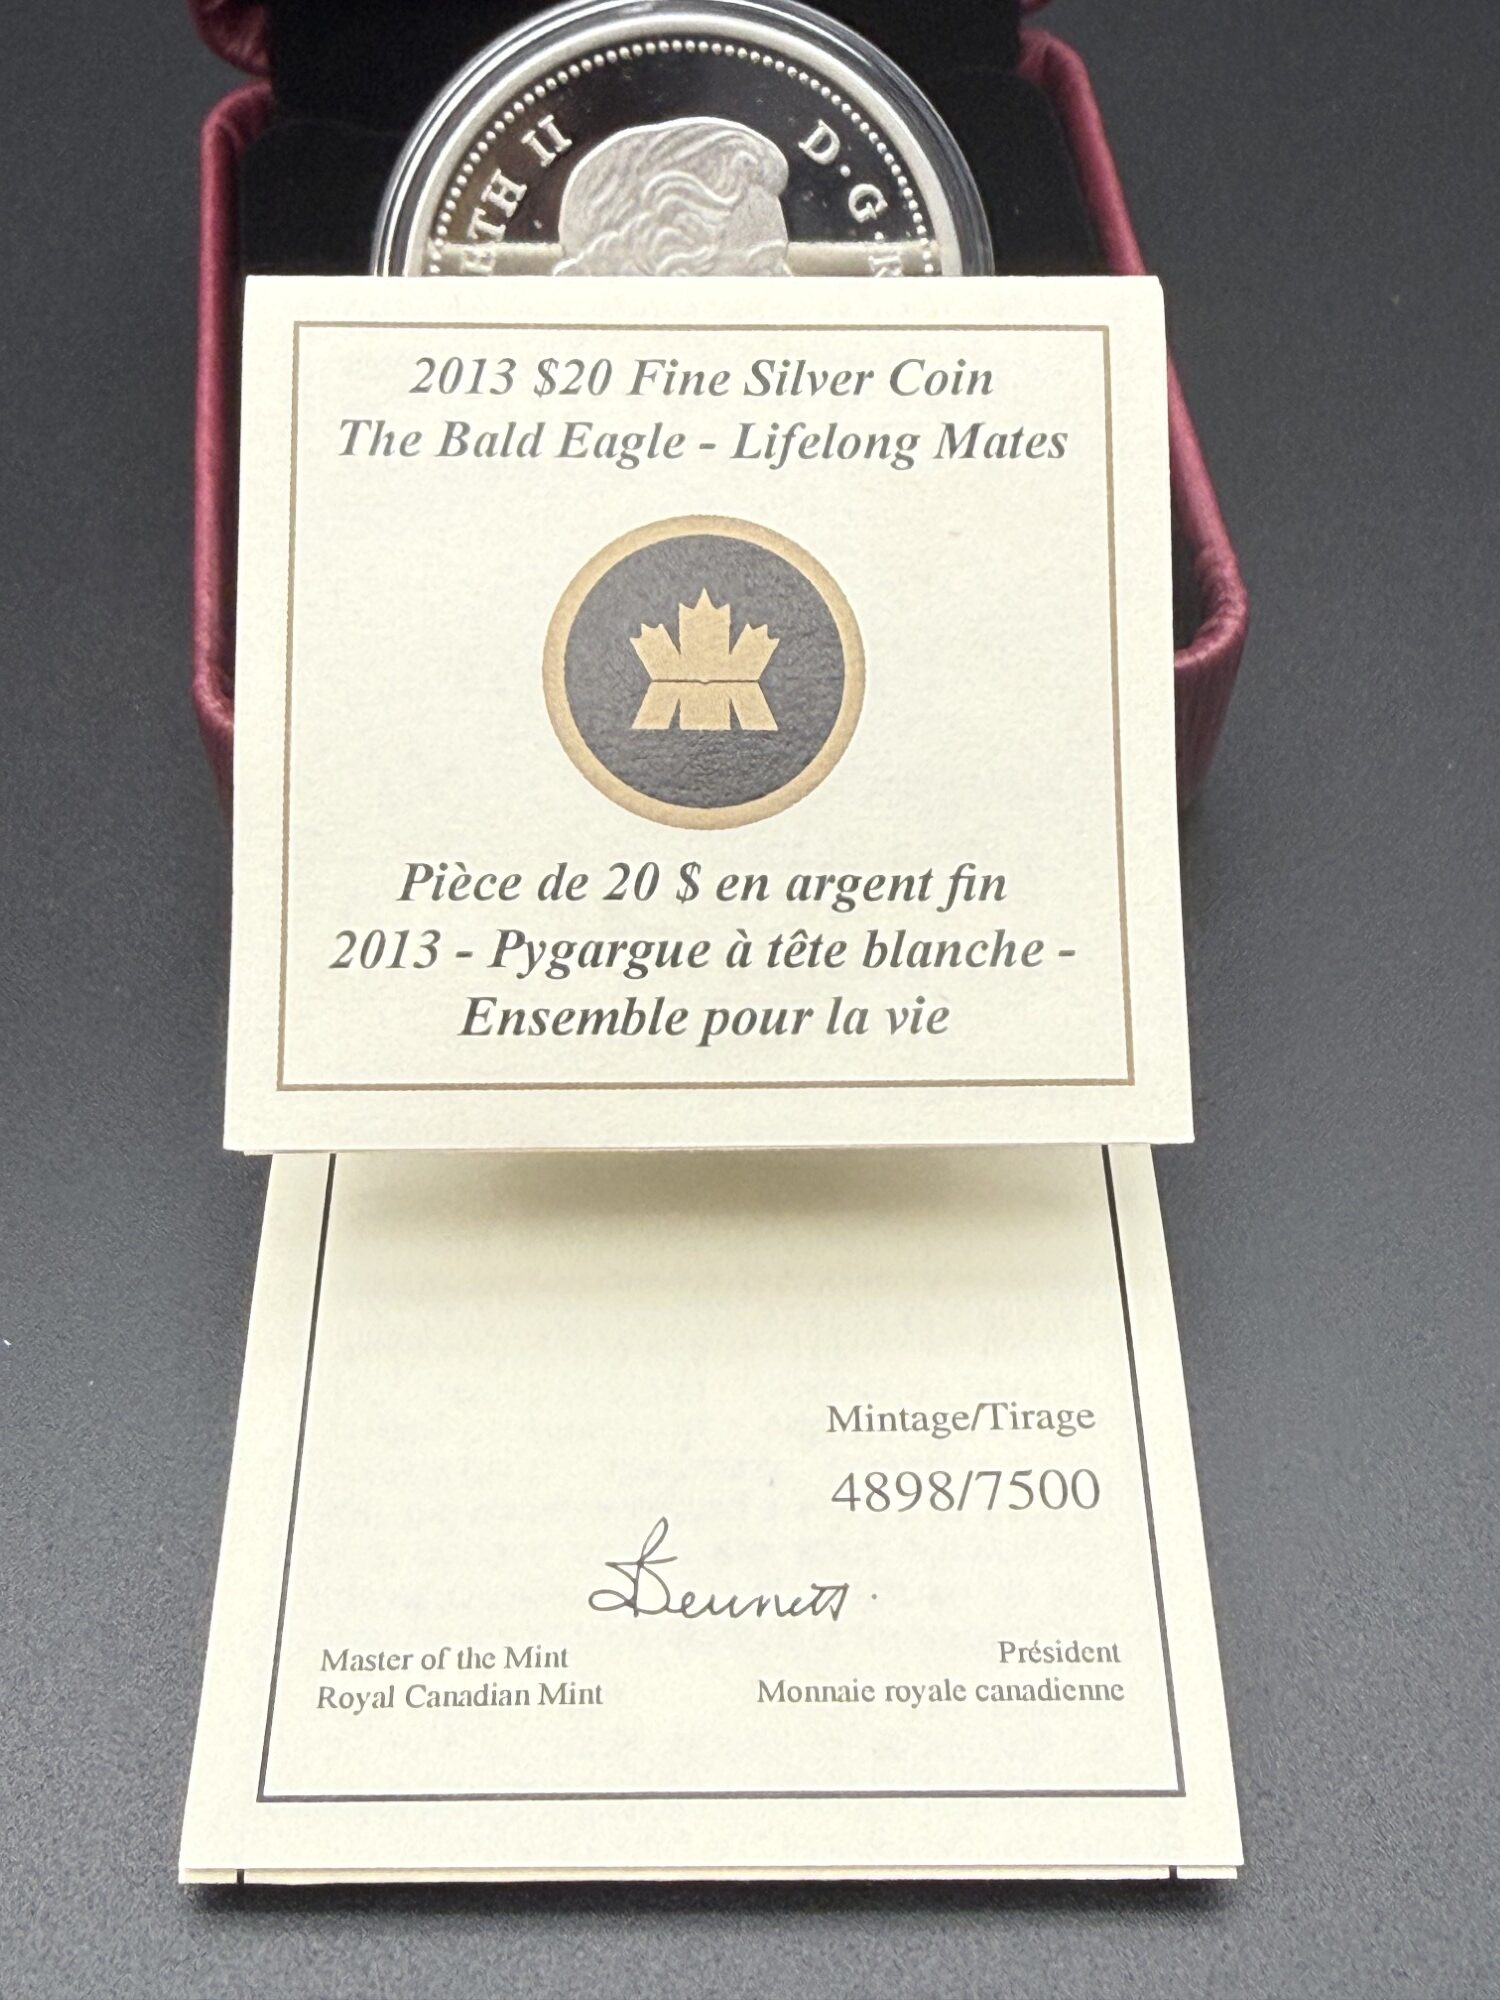 TH II D·G·
2013 $20 Fine Silver Coin
The Bald Eagle - Lifelong Mates
Pièce de 20 $ en argent fin
2013 - Pygargue à tête blanche -
Ensemble pour la vie
Mintage/Tirage
4898/7500
Bennett
Master of the Mint
Royal Canadian Mint
Président
Monnaie royale canadienne